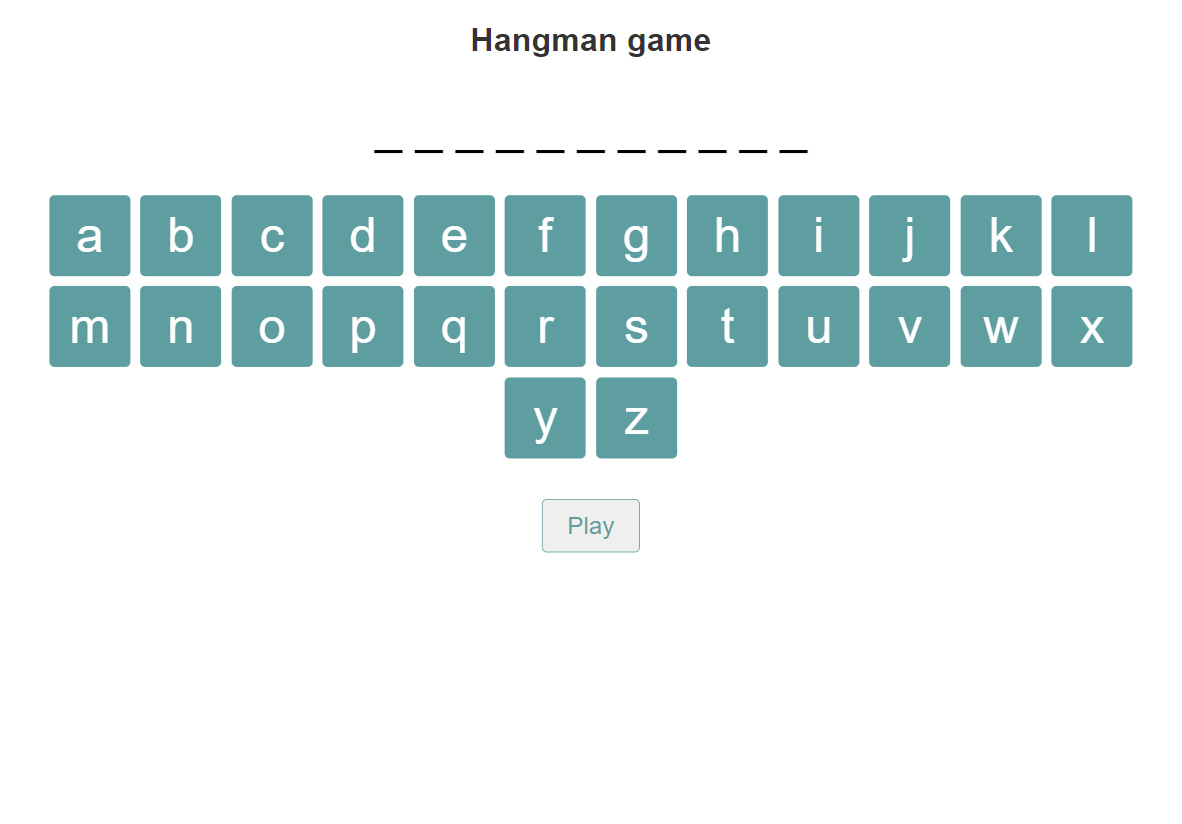 Hangman game
_ _ _ _ _ _ _ _ _ _ _
a b c d e f g h i j k l
m n o p q r s t u v w x
y z
Play